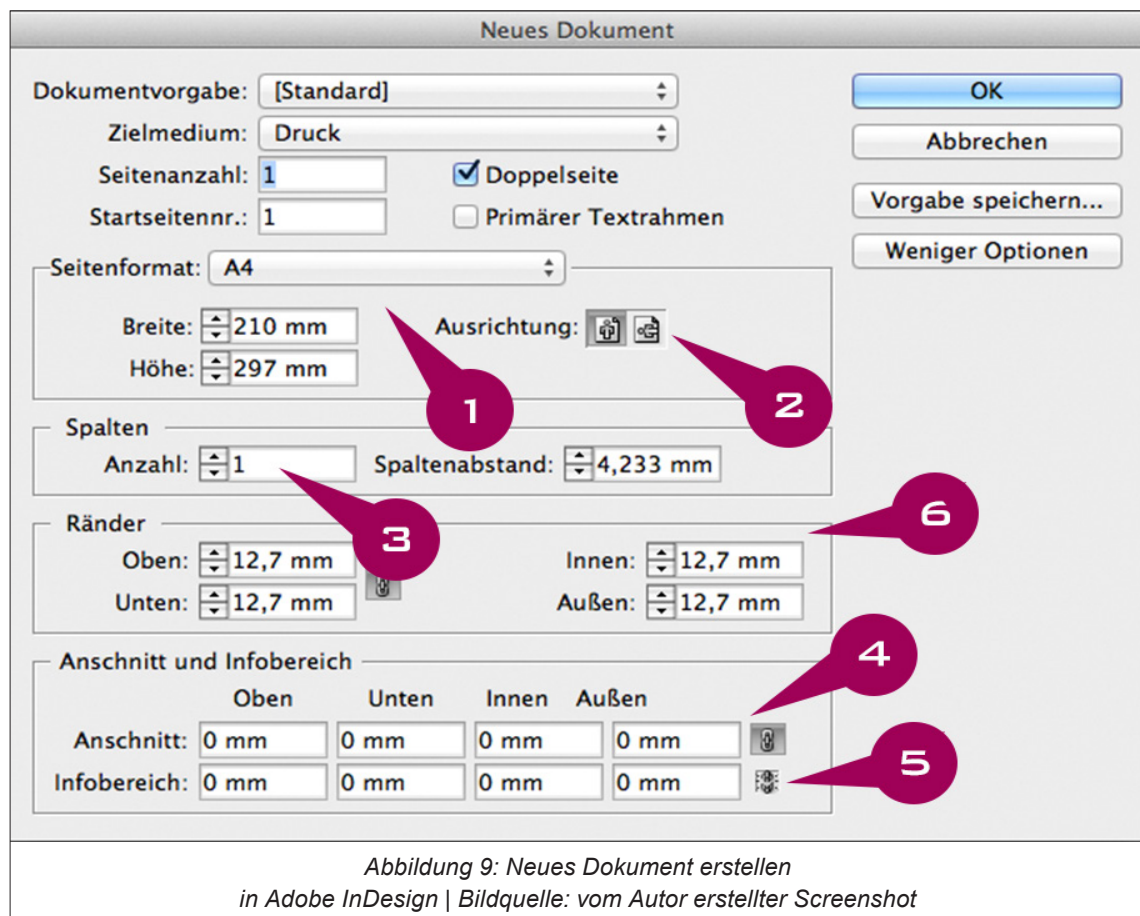 Neues Dokument
Dokumentvorgabe: [Standard]
OK
Zielmedium: Druck
Abbrechen
Seitenanzahl: 1 Doppelseite
Vorgabe speichern...
Startseitennr.: 1 Primärer Textrahmen
Weniger Optionen
Seitenformat: A4
Breite: 210 mm Ausrichtung:
Höhe: 297 mm
1
2
Spalten
Anzahl: 1 Spaltenabstand: 4,233 mm
3
6
Ränder
Oben: 12,7 mm Innen: 12,7 mm
Unten: 12,7 mm Außen: 12,7 mm
4
Anschnitt und Infobereich
Oben Unten Innen Außen
Anschnitt: 0 mm 0 mm 0 mm 0 mm
5
Infobereich: 0 mm 0 mm 0 mm 0 mm
Abbildung 9: Neues Dokument erstellen
in Adobe InDesign | Bildquelle: vom Autor erstellter Screenshot